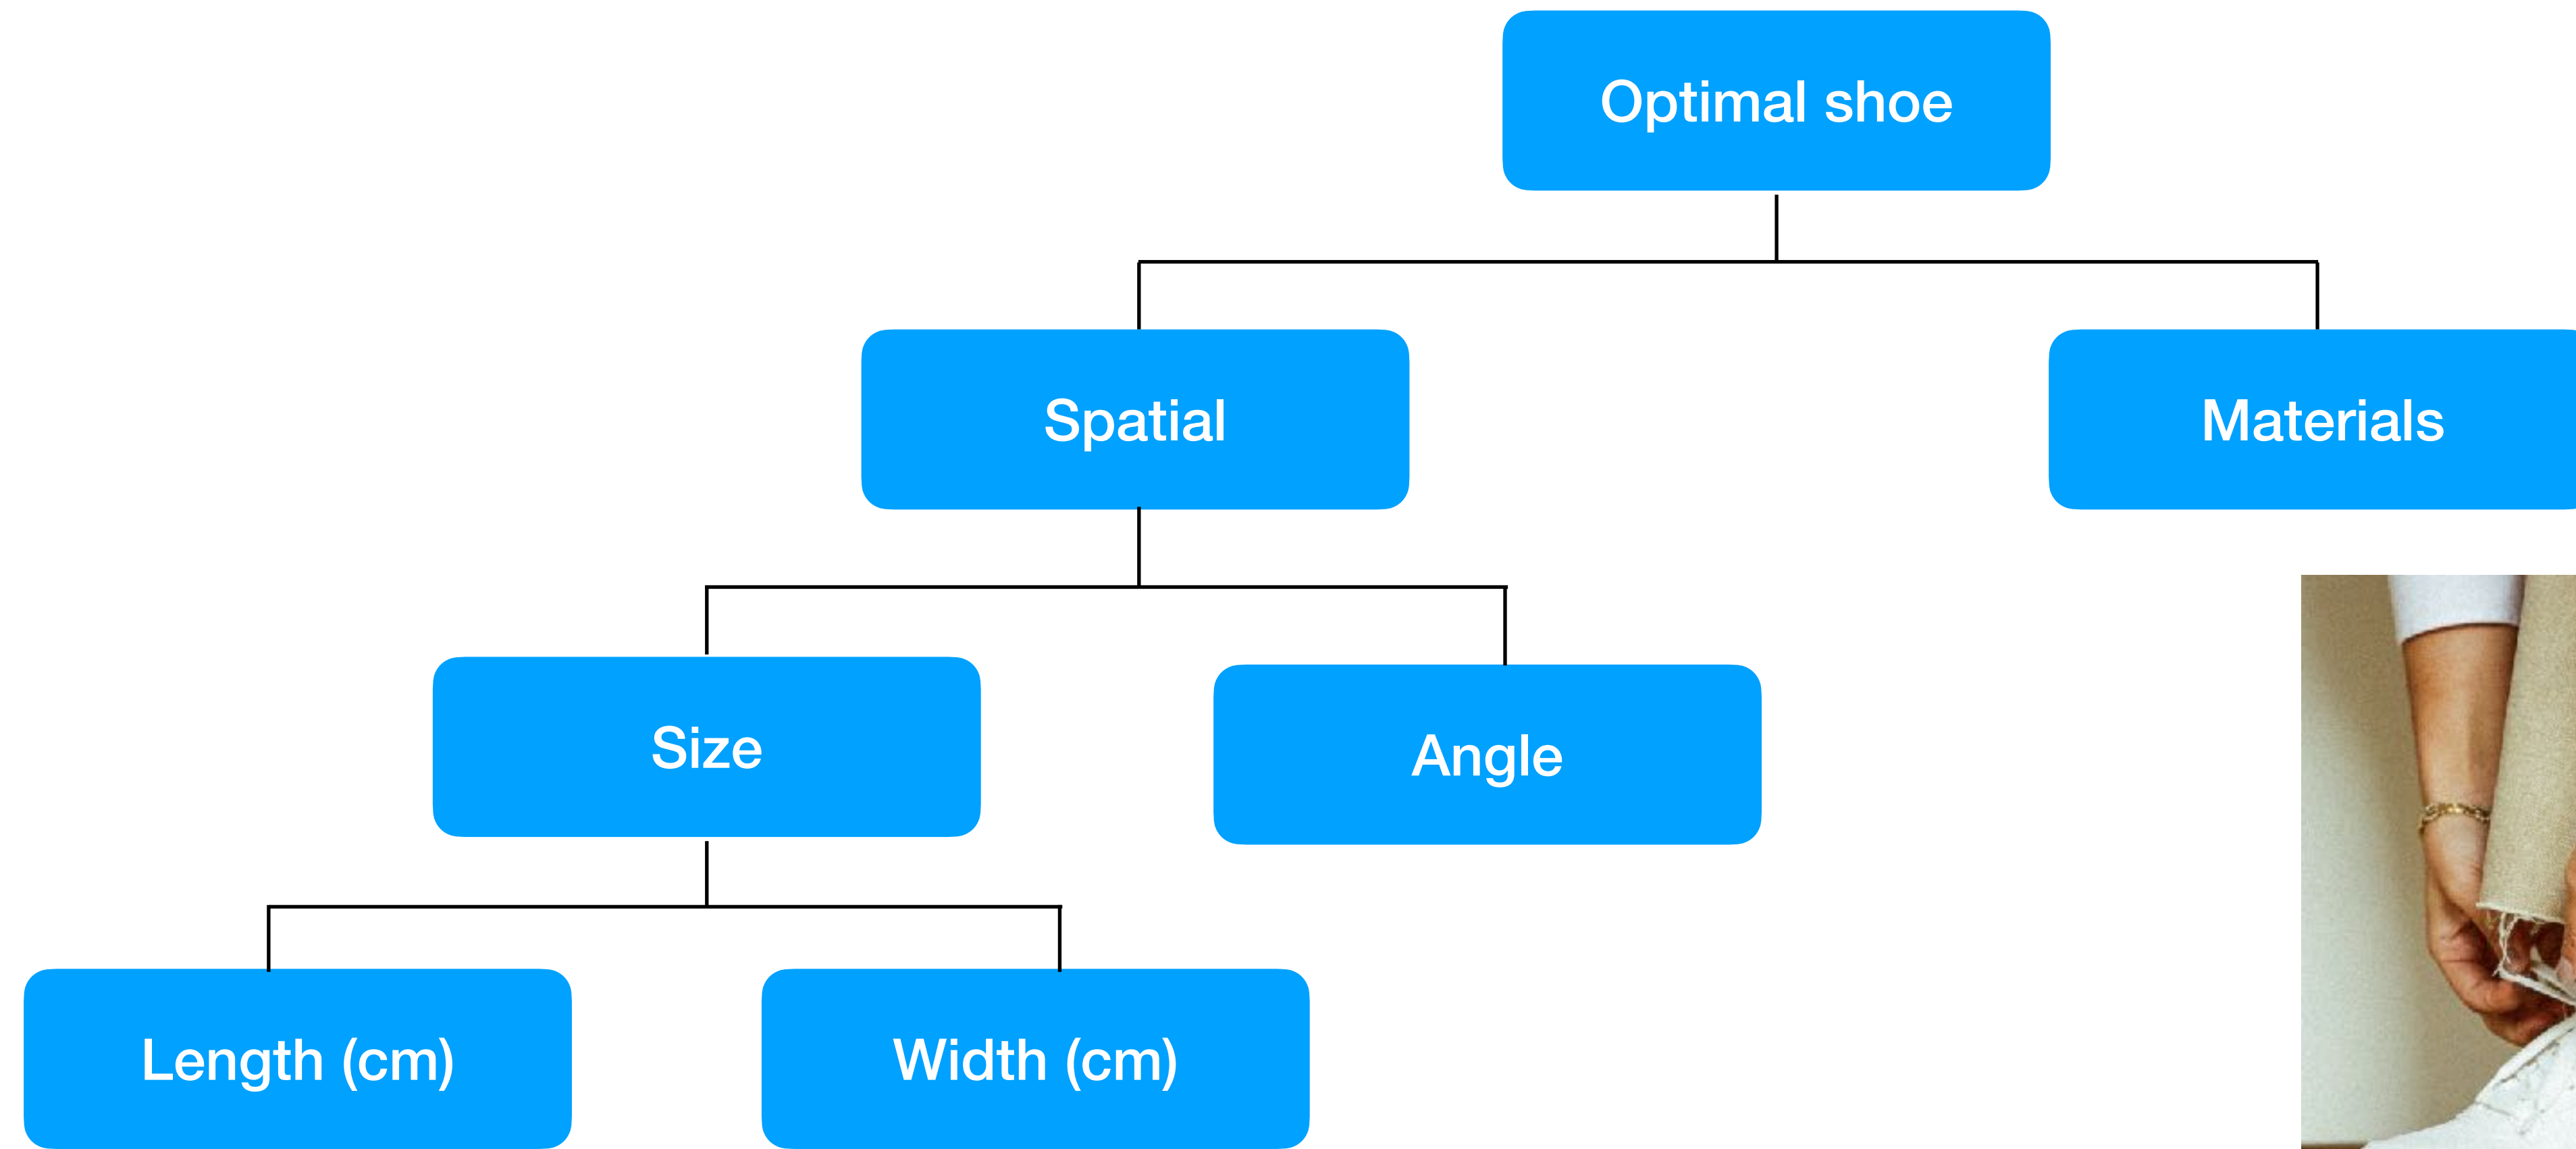 Optimal shoe
Spatial
Materials
Size
Angle
Length (cm)
Width (cm)